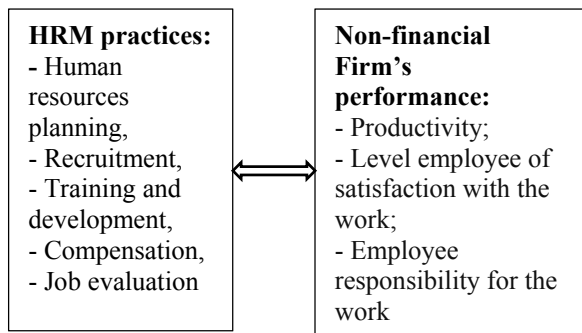 HRM practices:
- Human
resources
planning,
- Recruitment,
- Training and
development,
- Compensation,
- Job evaluation
Non-financial
Firm's
performance:
- Productivity;
- Level employee of
satisfaction with the
work;
- Employee
responsibility for the
work